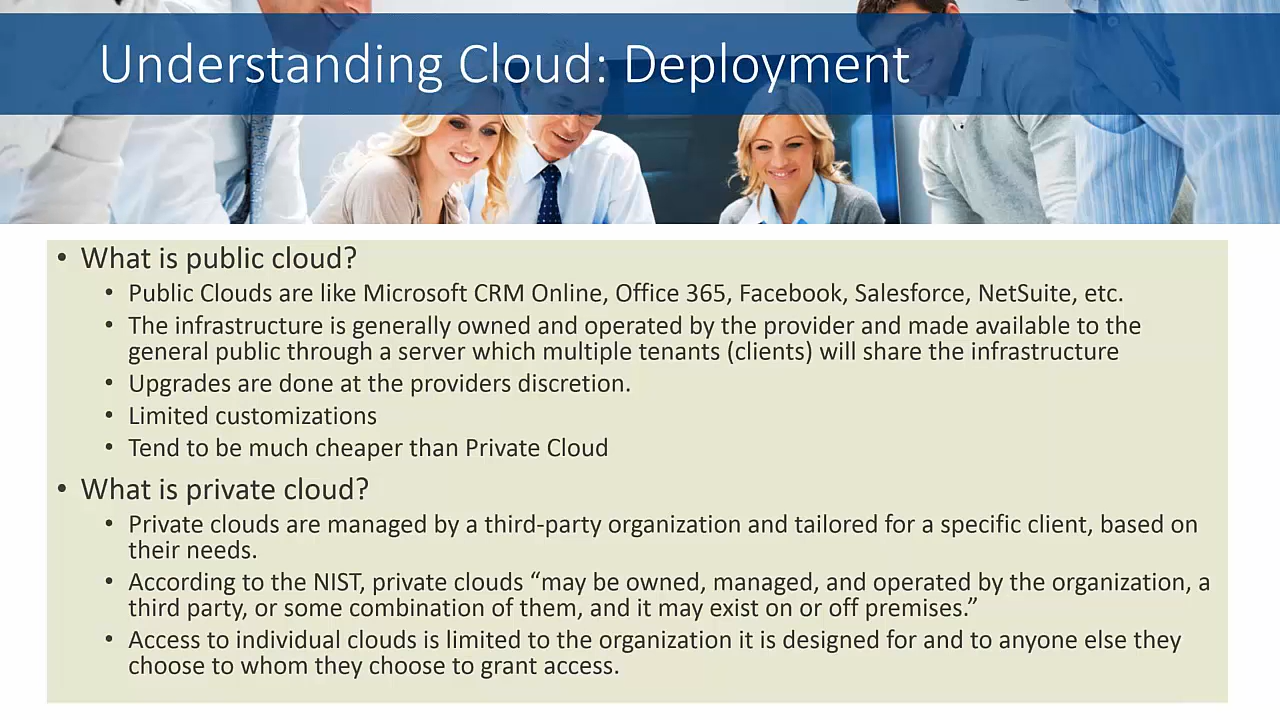 Understanding Cloud: Deployment
• What is public cloud?
• Public Clouds are like Microsoft CRM Online, Office 365, Facebook, Salesforce, NetSuite, etc.
• The infrastructure is generally owned and operated by the provider and made available to the
general public through a server which multiple tenants (clients) will share the infrastructure
• Upgrades are done at the providers discretion.
• Limited customizations
• Tend to be much cheaper than Private Cloud
• What is private cloud?
• Private clouds are managed by a third-party organization and tailored for a specific client, based on
their needs.
• According to the NIST, private clouds “may be owned, managed, and operated by the organization, a
third party, or some combination of them, and it may exist on or off premises.”
• Access to individual clouds is limited to the organization it is designed for and to anyone else they
choose to whom they choose to grant access.